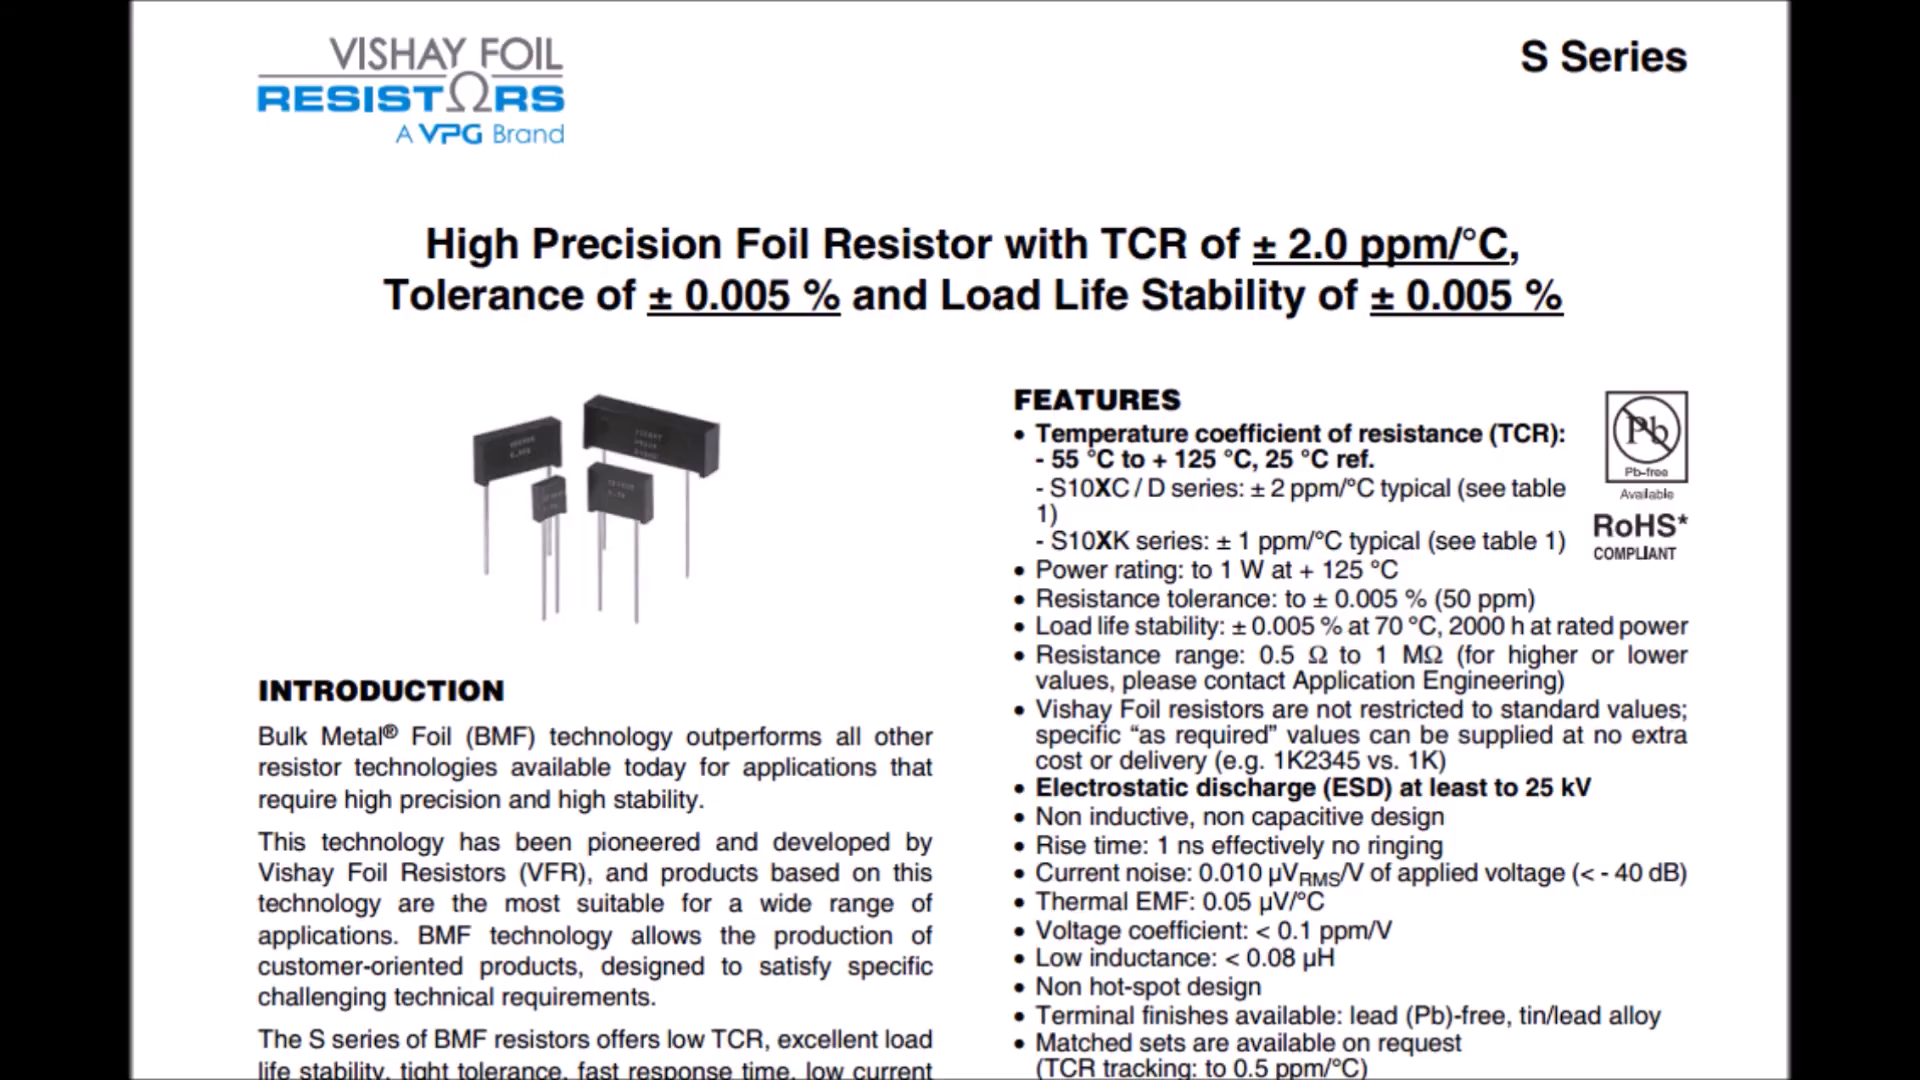 VISHAY FOIL
RESISTΩRS
A VPG Brand
S Series
High Precision Foil Resistor with TCR of ± 2.0 ppm/°C,
Tolerance of ± 0.005 % and Load Life Stability of ± 0.005 %
INTRODUCTION
Bulk Metal® Foil (BMF) technology outperforms all other
resistor technologies available today for applications that
require high precision and high stability.
This technology has been pioneered and developed by
Vishay Foil Resistors (VFR), and products based on this
technology are the most suitable for a wide range of
applications. BMF technology allows the production of
customer-oriented products, designed to satisfy specific
challenging technical requirements.
The S series of BMF resistors offers low TCR, excellent load
life stability, tight tolerance, fast response time, low current
FEATURES
• Temperature coefficient of resistance (TCR):
- 55 °C to + 125 °C, 25 °C ref.
- S10XC / D series: ± 2 ppm/°C typical (see table
1)
- S10XK series: ± 1 ppm/°C typical (see table 1)
• Power rating: to 1 W at + 125 °C
• Resistance tolerance: to ± 0.005 % (50 ppm)
• Load life stability: ± 0.005 % at 70 °C, 2000 h at rated power
• Resistance range: 0.5 Ω to 1 MΩ (for higher or lower
values, please contact Application Engineering)
• Vishay Foil resistors are not restricted to standard values;
specific “as required” values can be supplied at no extra
cost or delivery (e.g. 1K2345 vs. 1K)
• Electrostatic discharge (ESD) at least to 25 kV
• Non inductive, non capacitive design
• Rise time: 1 ns effectively no ringing
• Current noise: 0.010 µVRMS/V of applied voltage (< - 40 dB)
• Thermal EMF: 0.05 µV/°C
• Voltage coefficient: < 0.1 ppm/V
• Low inductance: < 0.08 µH
• Non hot-spot design
• Terminal finishes available: lead (Pb)-free, tin/lead alloy
• Matched sets are available on request
(TCR tracking: to 0.5 ppm/°C)
Pb
Pb-free
Available
RoHS*
COMPLIANT